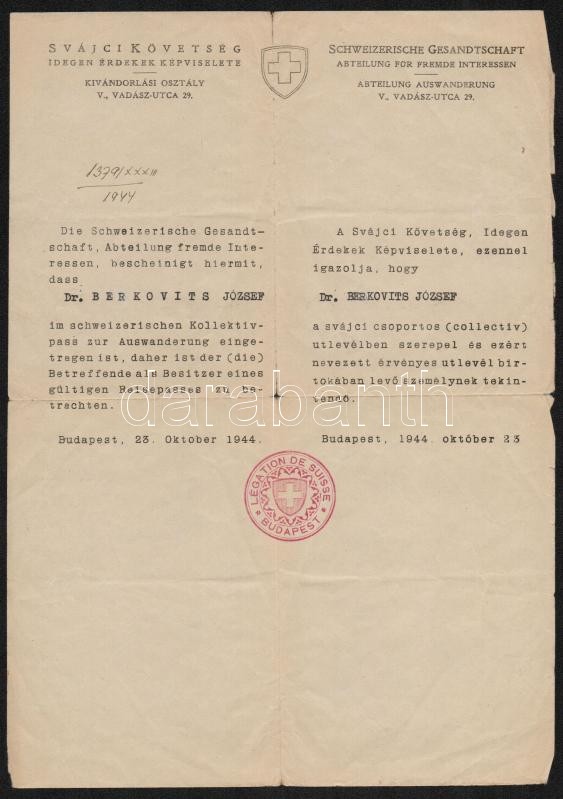 SVÁJCI KÖVETSÉG
IDEGEN ÉRDEKEK KÉPVISELETE
KIVÁNDORLÁSI OSZTÁLY
V., VADÁSZ-UTCA 29.
SCHWEIZERISCHE GESANDTSCHAFT
ABTEILUNG FÜR FREMDE INTERESSEN
ABTEILUNG AUSWANDERUNG
V., VADÁSZ-UTCA 29.
1379/XXXIII
1944
Die Schweizerische Gesandt-
schaft, Abteilung fremde Inte-
ressen, bescheinigt hiermit,
dass
Dr. BERKOVITS JÓZSEF
im schweizerischen Kollektiv-
pass zur Auswanderung einge-
tragen ist, daher ist der (die)
Betreffende als Besitzer eines
gültigen Reisepasses zu be-
trachten.
Budapest, 23. Oktober 1944.
A Svájci Követség, Idegen
Érdekek Képviselete, ezennel
igazolja, hogy
Dr. BERKOVITS JÓZSEF
a svájci csoportos (collectiv)
utlevélben szerepel és ezért
nevezett érvényes utlevél bir-
tokában levő személynek tekin-
tendő.
Budapest, 1944. október 23
LÉGATION DE SUISSE
* BUDAPEST *
darabanth